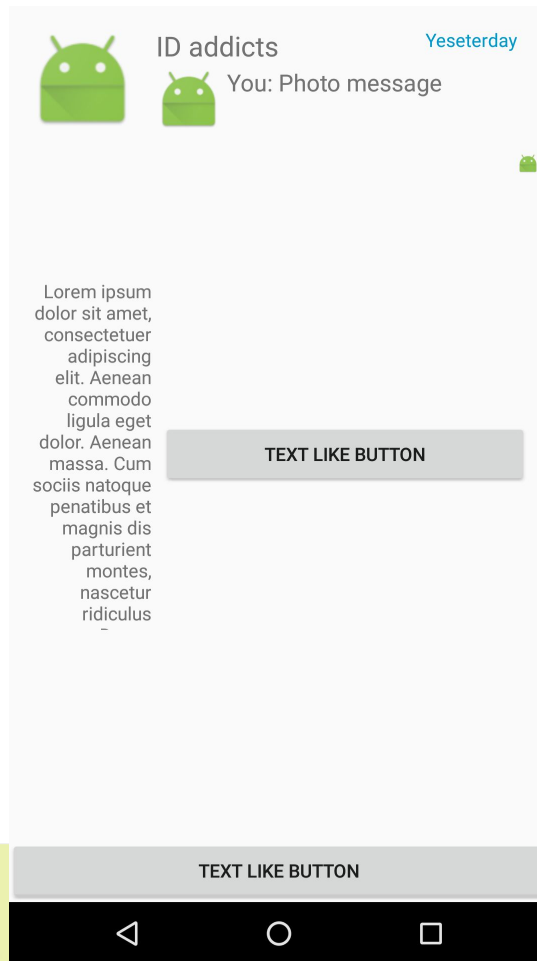 ID addicts
Yeseterday
You: Photo message
Lorem ipsum
dolor sit amet,
consectetuer
adipiscing
elit. Aenean
commodo
ligula eget
dolor. Aenean
massa. Cum
sociis natoque
penatibus et
magnis dis
parturient
montes,
nascetur
ridiculus
TEXT LIKE BUTTON
TEXT LIKE BUTTON